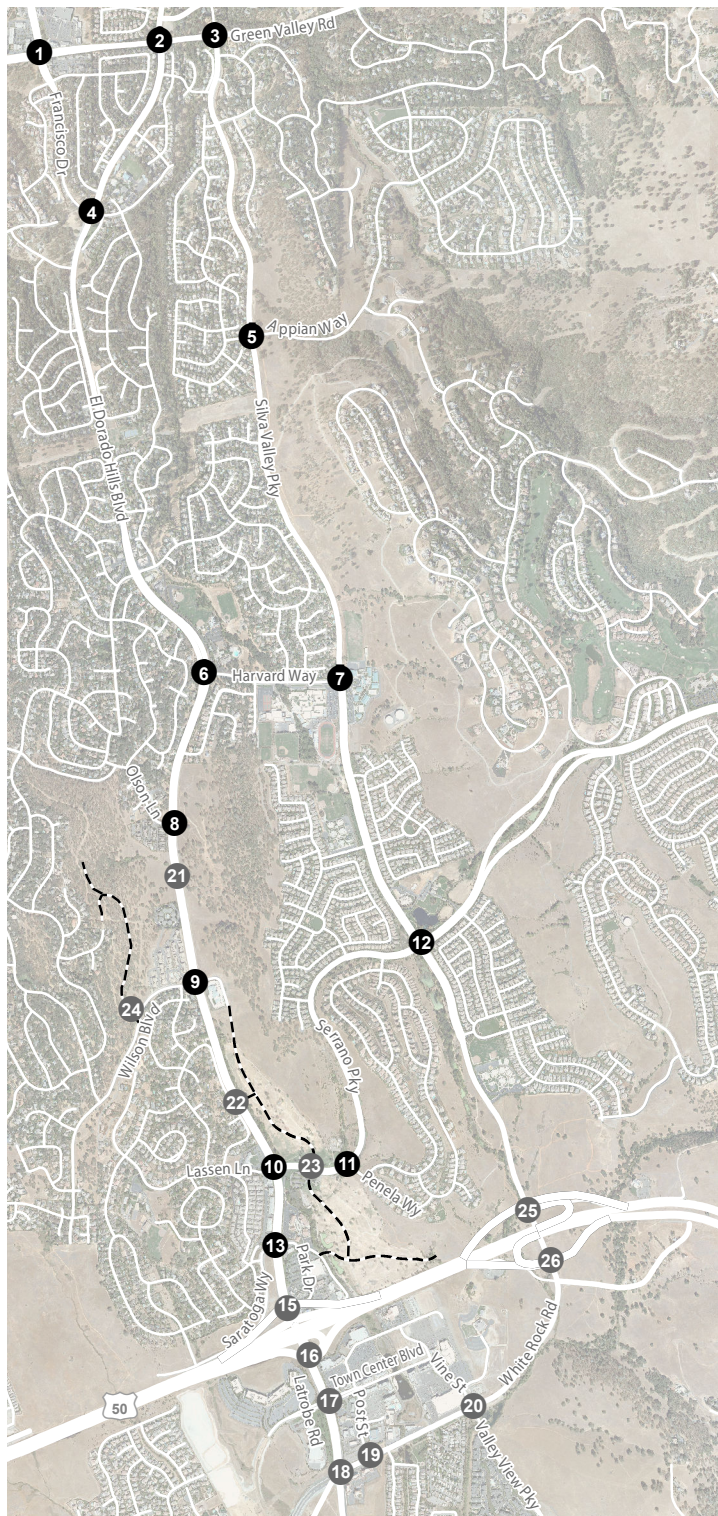 1
2
3
Green Valley Rd
Francisco Dr
4
5
Appian Way
El Dorado Hills Blvd
Silva Valley Pky
6
Harvard Way
7
Olson Ln
8
21
12
9
24
Wilson Blvd
Serrano Pky
22
Lassen Ln
10
23
11
Penela Wy
25
13
Park Dr
26
Saratoga Wy
15
16
Town Center Blvd
Vine St
White Rock Rd
50
Latrobe Rd
17
Post St
20
19
18
Valley View Pky